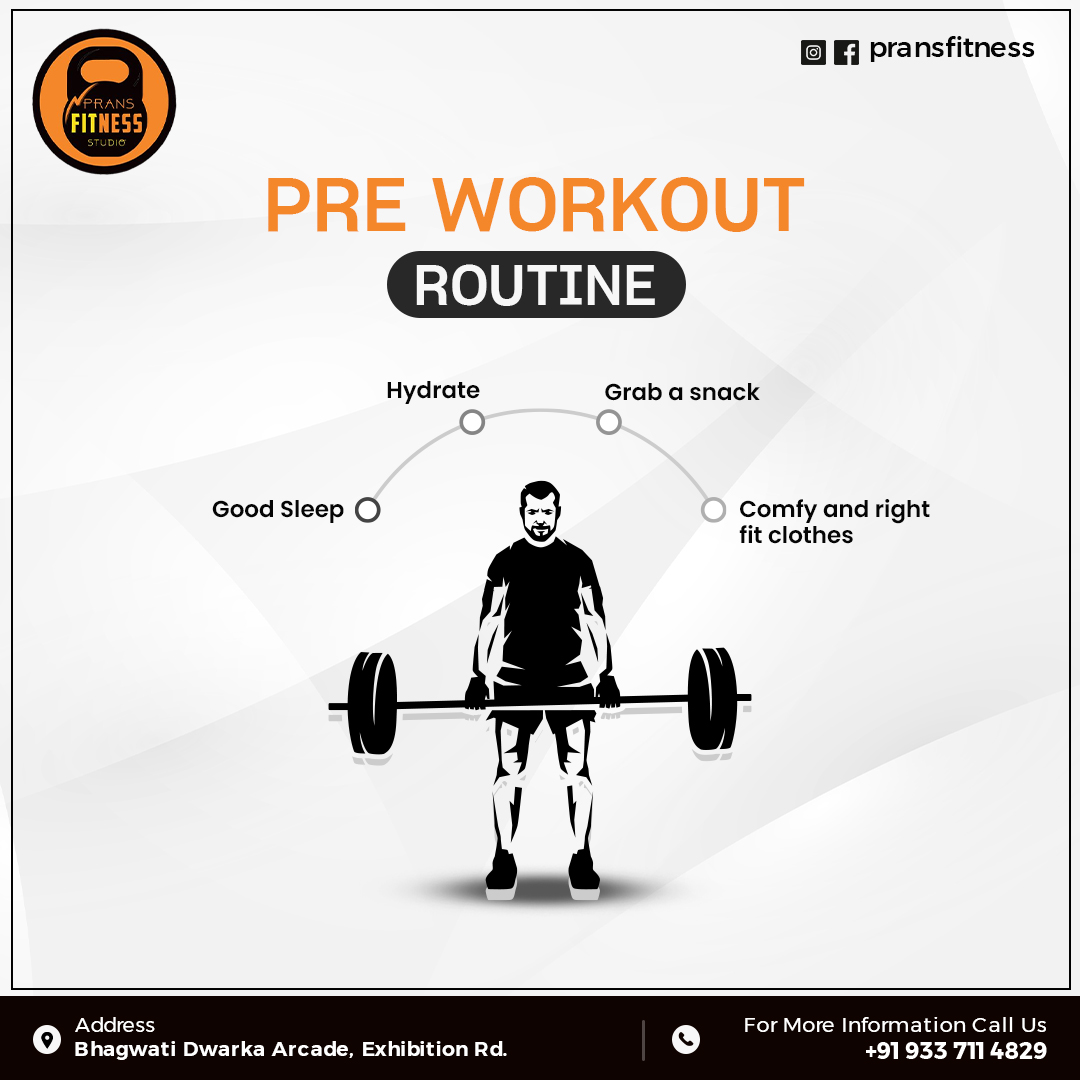 PRANS
FITNESS
STUDIO
pransfitness
PRE WORKOUT
ROUTINE
Hydrate
Grab a snack
Good Sleep
Comfy and right
fit clothes
Address
Bhagwati Dwarka Arcade, Exhibition Rd.
For More Information Call Us
+91 933 711 4829